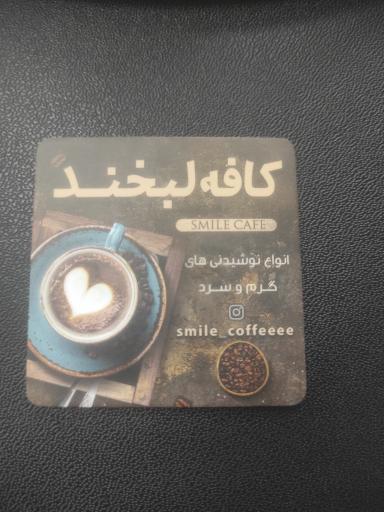 کافه لبخند
SMILE CAFE
انواع نوشیدنی های
گرم و سرد
smile_coffeeee